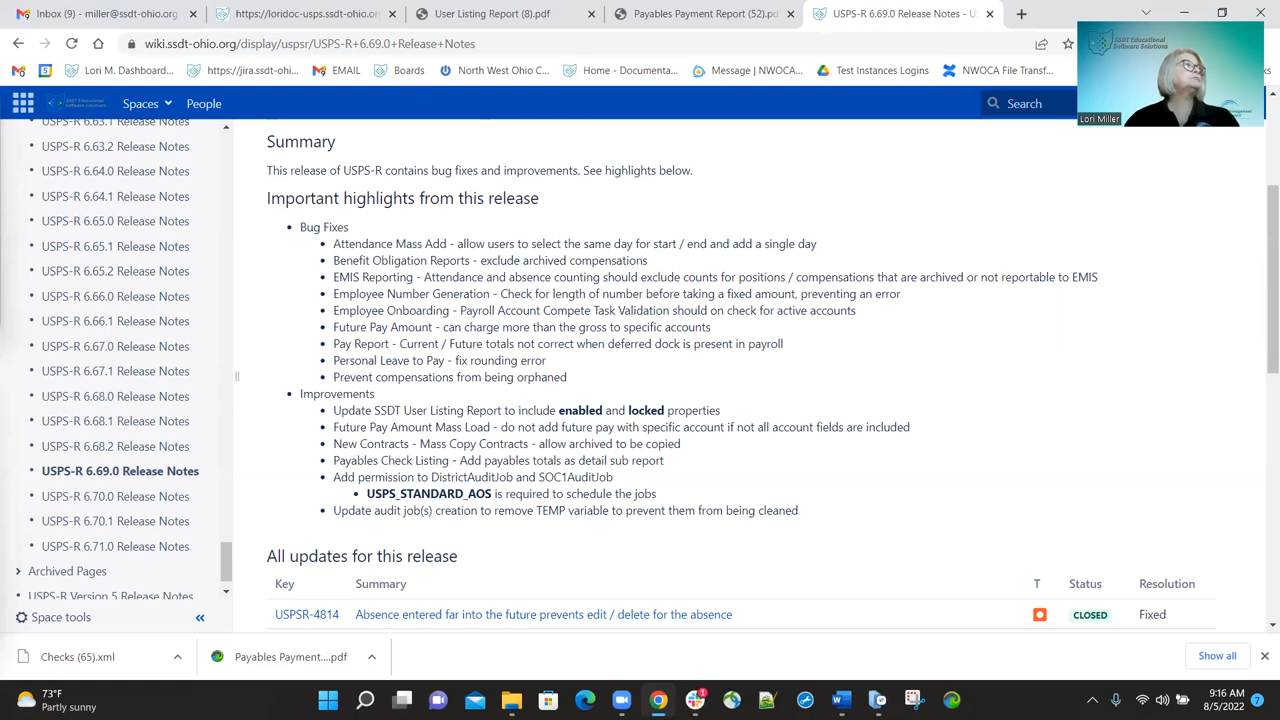 Inbox (9) - miller@ssdt-ohio.org
https://loridoc-usps.ssdt-ohio.or
User Listing Report (8).pdf
Payables Payment Report (52).pd
USPS-R 6.69.0 Release Notes - U
wiki.ssdt-ohio.org/display/uspsr/USPS-R+6.69.0+Release+Notes
Lori M. Dashboard...
https://jira.ssdt-ohi...
EMAIL
Boards
North West Ohio C...
Home - Documenta...
Message | NWOCA...
Test Instances Logins
NWOCA File Transf...
SSDT Educational
Software Solutions
Lori Miller
Spaces
People
Search
USPS-R 6.63.1 Release Notes
USPS-R 6.63.2 Release Notes
USPS-R 6.64.0 Release Notes
USPS-R 6.64.1 Release Notes
USPS-R 6.65.0 Release Notes
USPS-R 6.65.1 Release Notes
USPS-R 6.65.2 Release Notes
USPS-R 6.66.0 Release Notes
USPS-R 6.66.1 Release Notes
USPS-R 6.67.0 Release Notes
USPS-R 6.67.1 Release Notes
USPS-R 6.68.0 Release Notes
USPS-R 6.68.1 Release Notes
USPS-R 6.68.2 Release Notes
USPS-R 6.69.0 Release Notes
USPS-R 6.70.0 Release Notes
USPS-R 6.70.1 Release Notes
USPS-R 6.71.0 Release Notes
Archived Pages
USPS-R Version 5 Release Notes
Space tools
Summary
This release of USPS-R contains bug fixes and improvements. See highlights below.
Important highlights from this release
Bug Fixes
Attendance Mass Add - allow users to select the same day for start / end and add a single day
Benefit Obligation Reports - exclude archived compensations
EMIS Reporting - Attendance and absence counting should exclude counts for positions / compensations that are archived or not reportable to EMIS
Employee Number Generation - Check for length of number before taking a fixed amount, preventing an error
Employee Onboarding - Payroll Account Compete Task Validation should on check for active accounts
Future Pay Amount - can charge more than the gross to specific accounts
Pay Report - Current / Future totals not correct when deferred dock is present in payroll
Personal Leave to Pay - fix rounding error
Prevent compensations from being orphaned
Improvements
Update SSDT User Listing Report to include enabled and locked properties
Future Pay Amount Mass Load - do not add future pay with specific account if not all account fields are included
New Contracts - Mass Copy Contracts - allow archived to be copied
Payables Check Listing - Add payables totals as detail sub report
Add permission to DistrictAuditJob and SOC1AuditJob
USPS_STANDARD_AOS is required to schedule the jobs
Update audit job(s) creation to remove TEMP variable to prevent them from being cleaned
All updates for this release
Key Summary T Status Resolution
USPSR-4814 Absence entered far into the future prevents edit / delete for the absence CLOSED Fixed
Checks (65).xml
Payables Payment....pdf
Show all
73°F
Partly sunny
1
9:16 AM
8/5/2022
7